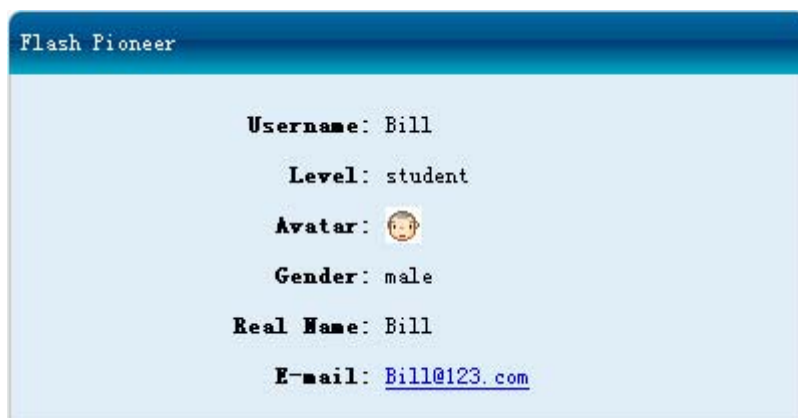 Flash Pioneer
Username: Bill
Level: student
Avatar:
Gender: male
Real Name: Bill
E-mail: Bill@123.com